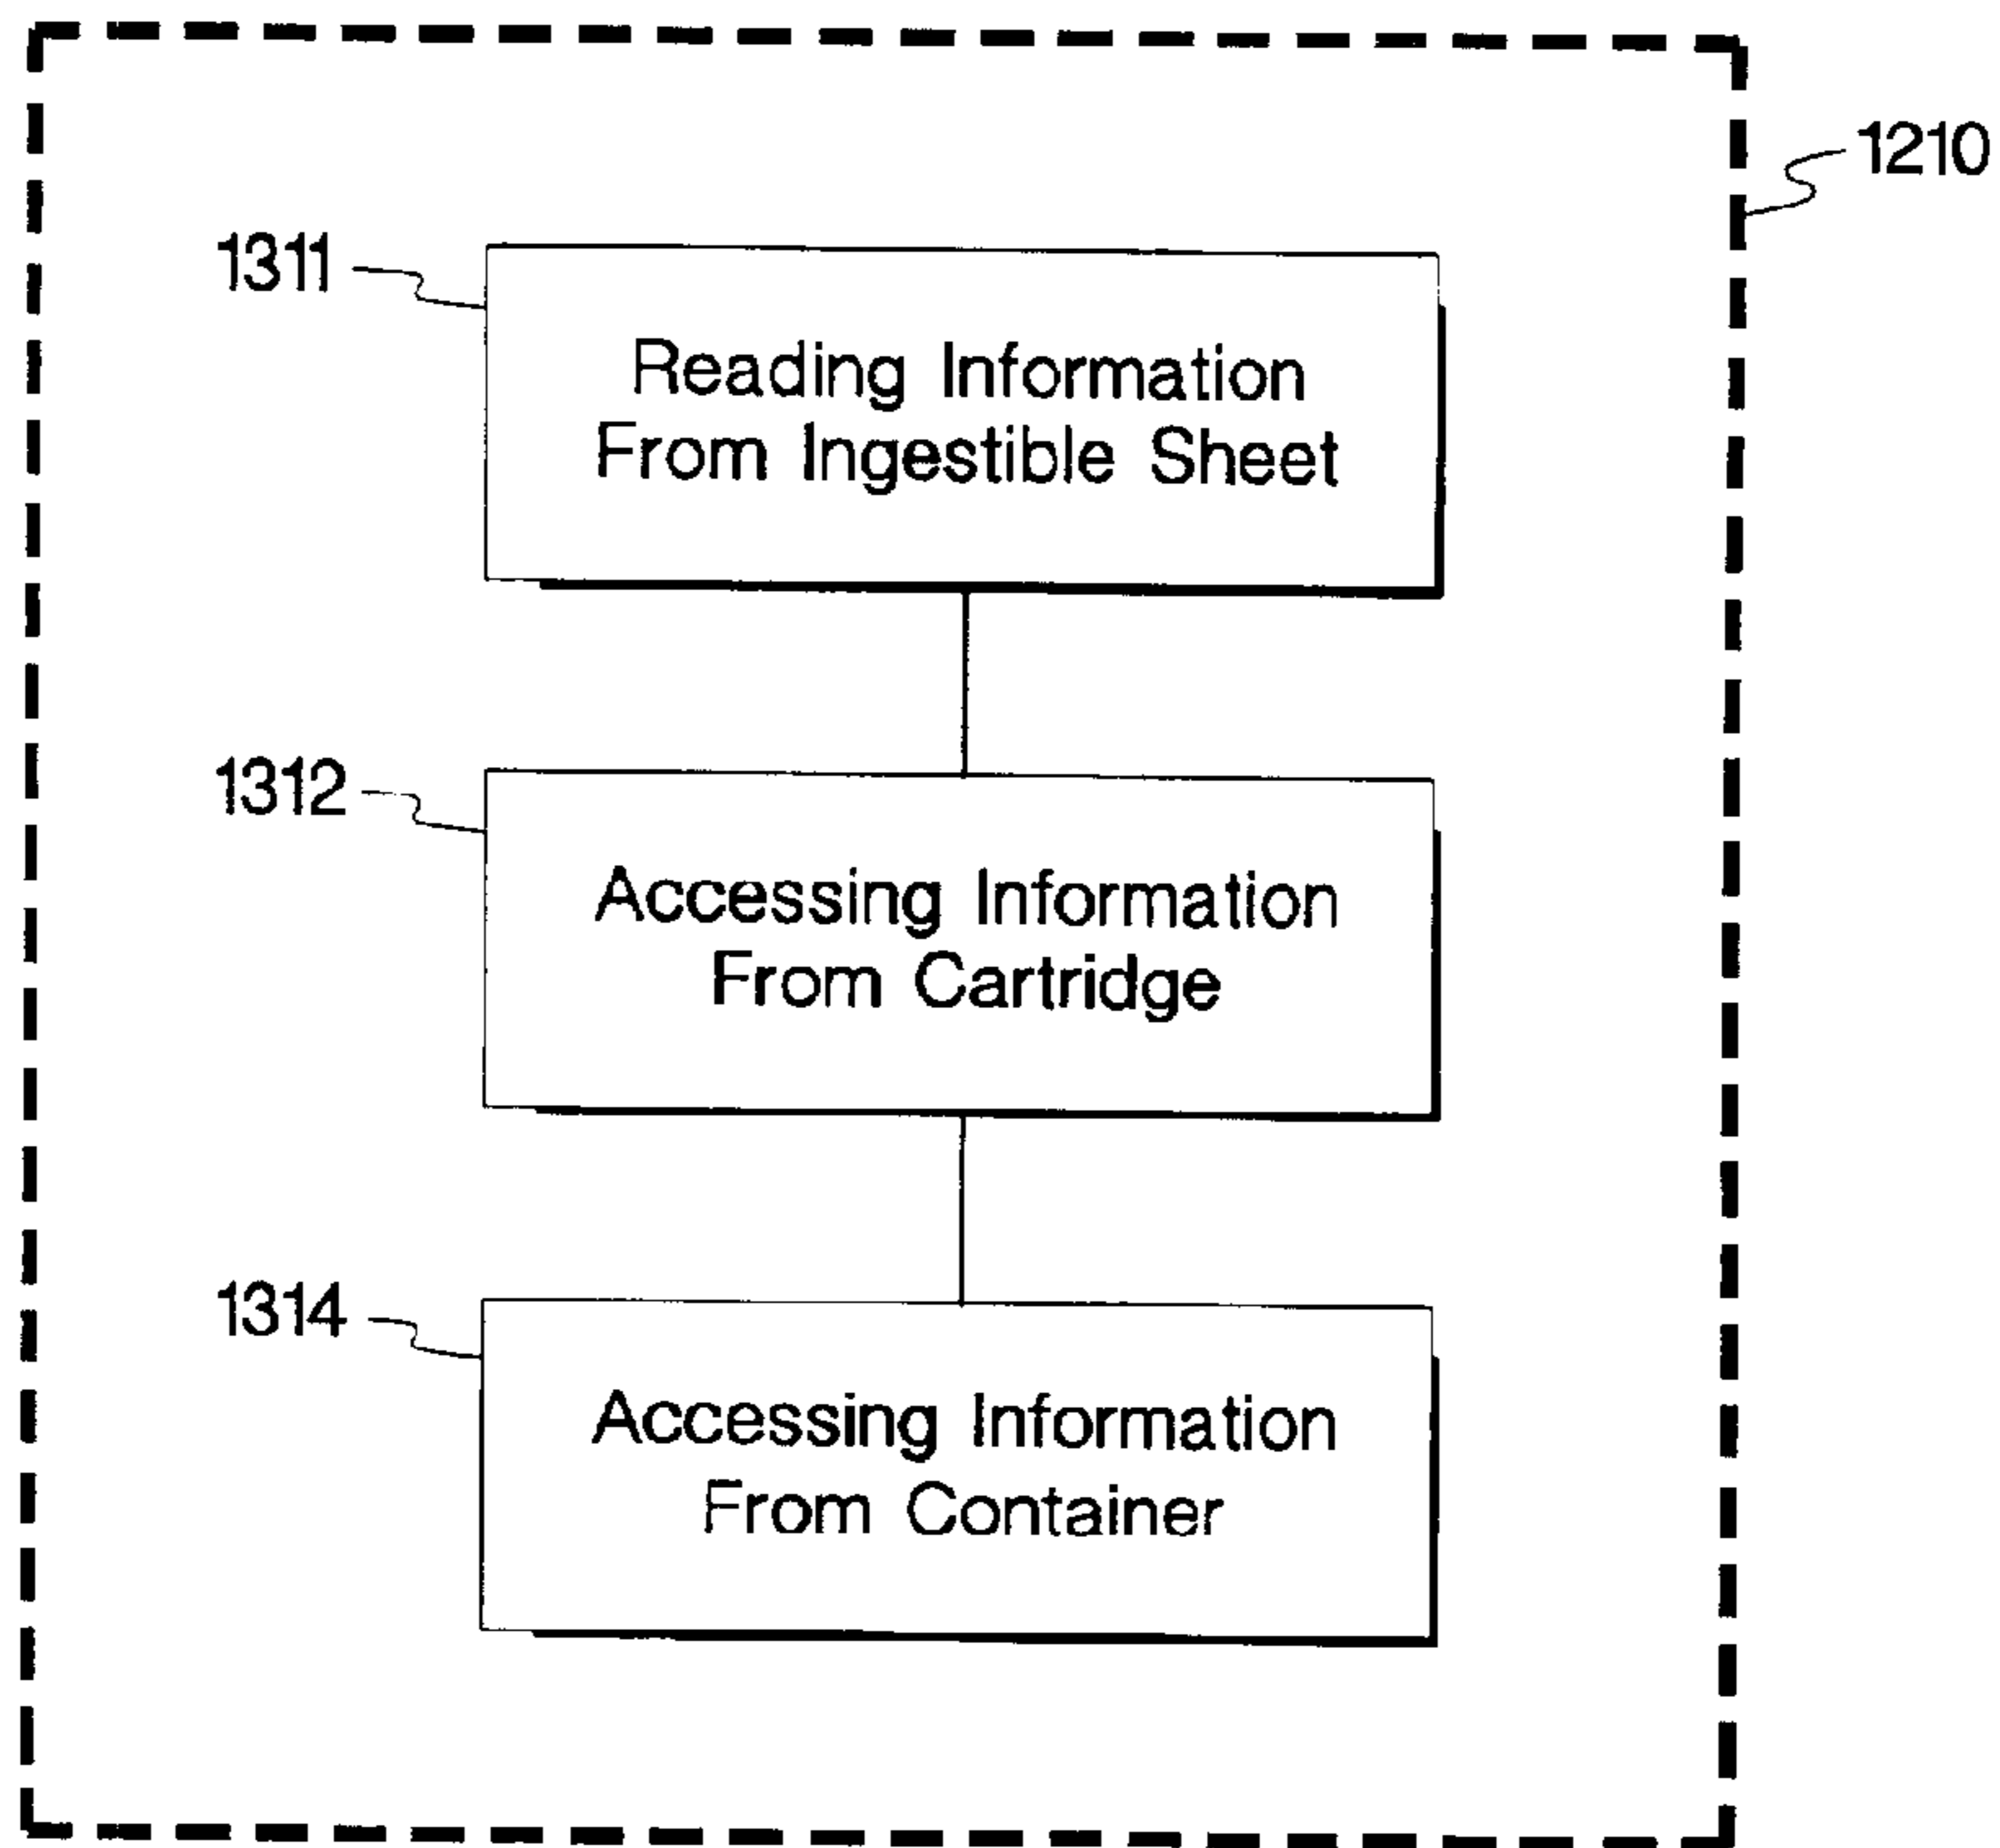 1210
1311
Reading Information
From Ingestible Sheet
1312
Accessing Information
From Cartridge
1314
Accessing Information
From Container